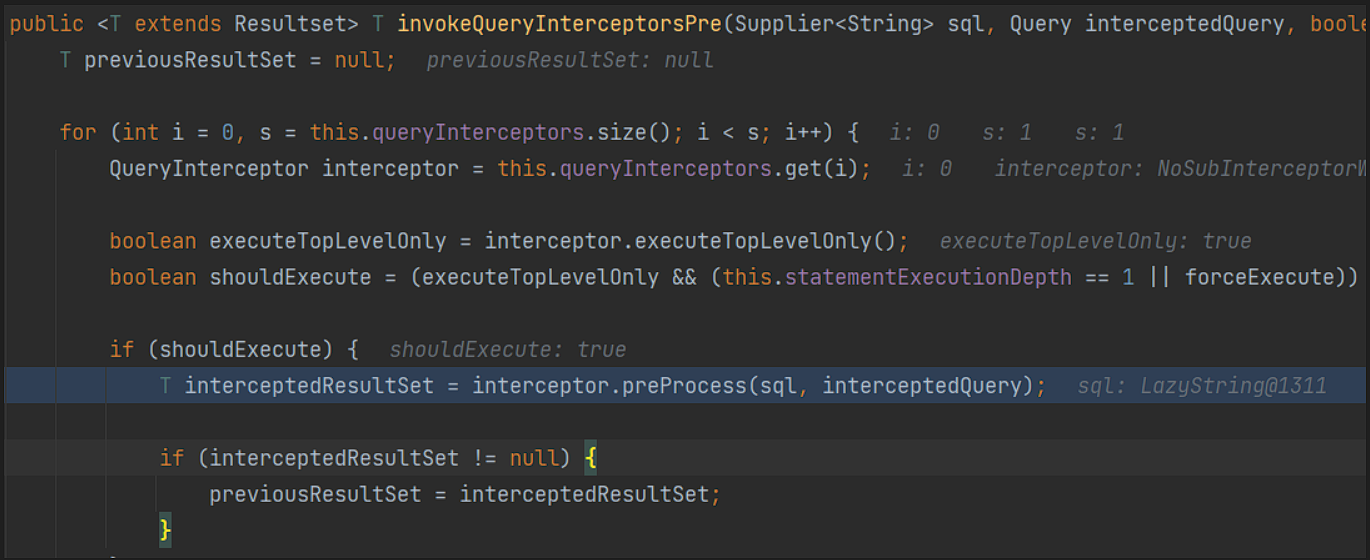 public <T extends Resultset> T invokeQueryInterceptorsPre(Supplier<String> sql, Query interceptedQuery, boole
T previousResultSet = null; previousResultSet: null
for (int i = 0, s = this.queryInterceptors.size(); i < s; i++) { i: 0 s: 1 s: 1
QueryInterceptor interceptor = this.queryInterceptors.get(i); i: 0 interceptor: NoSubInterceptorW
boolean executeTopLevelOnly = interceptor.executeTopLevelOnly(); executeTopLevelOnly: true
boolean shouldExecute = (executeTopLevelOnly && (this.statementExecutionDepth == 1 || forceExecute))
if (shouldExecute) { shouldExecute: true
T interceptedResultSet = interceptor.preProcess(sql, interceptedQuery); sql: LazyString@1311
if (interceptedResultSet != null) {
previousResultSet = interceptedResultSet;
}